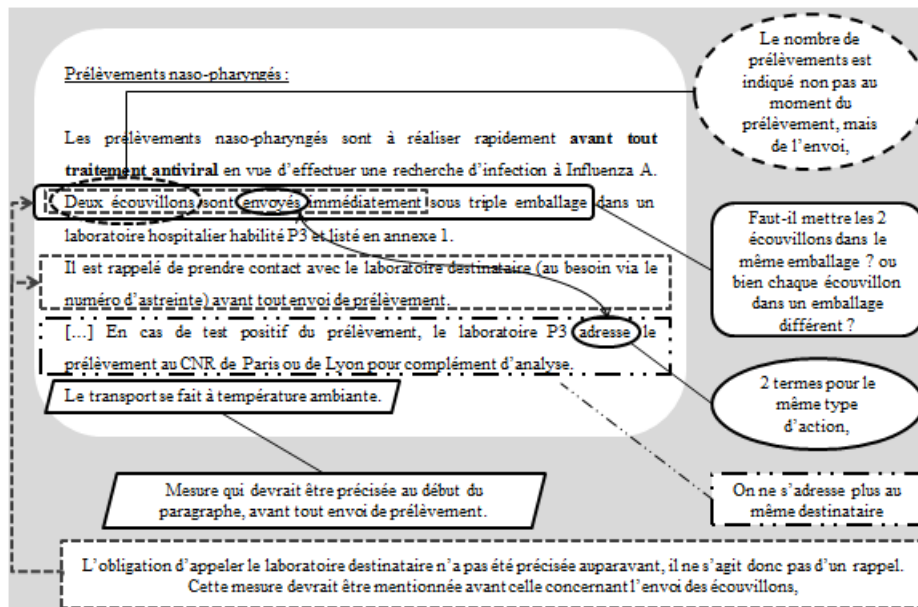 Prélèvements naso-pharyngés :
Les prélèvements naso-pharyngés sont à réaliser rapidement avant tout
traitement antiviral en vue d'effectuer une recherche d'infection à Influenza A.
Deux écouvillons sont envoyés immédiatement sous triple emballage dans un
laboratoire hospitalier habilité P3 et listé en annexe 1.
Il est rappelé de prendre contact avec le laboratoire destinataire (au besoin via le
numéro d'astreinte) avant tout envoi de prélèvement.
[…] En cas de test positif du prélèvement, le laboratoire P3 adresse le
prélèvement au CNR de Paris ou de Lyon pour complément d'analyse.
Le transport se fait à température ambiante.
Le nombre de
prélèvements est
indiqué non pas au
moment du
prélèvement, mais
de l'envoi,
Faut-il mettre les 2
écouvillons dans le
même emballage ? ou
bien chaque écouvillon
dans un emballage
différent ?
2 termes pour le
même type
d'action,
On ne s'adresse plus au
même destinataire
Mesure qui devrait être précisée au début du
paragraphe, avant tout envoi de prélèvement.
L'obligation d'appeler le laboratoire destinataire n'a pas été précisée auparavant, il ne s'agit donc pas d'un rappel.
Cette mesure devrait être mentionnée avant celle concernant l'envoi des écouvillons,